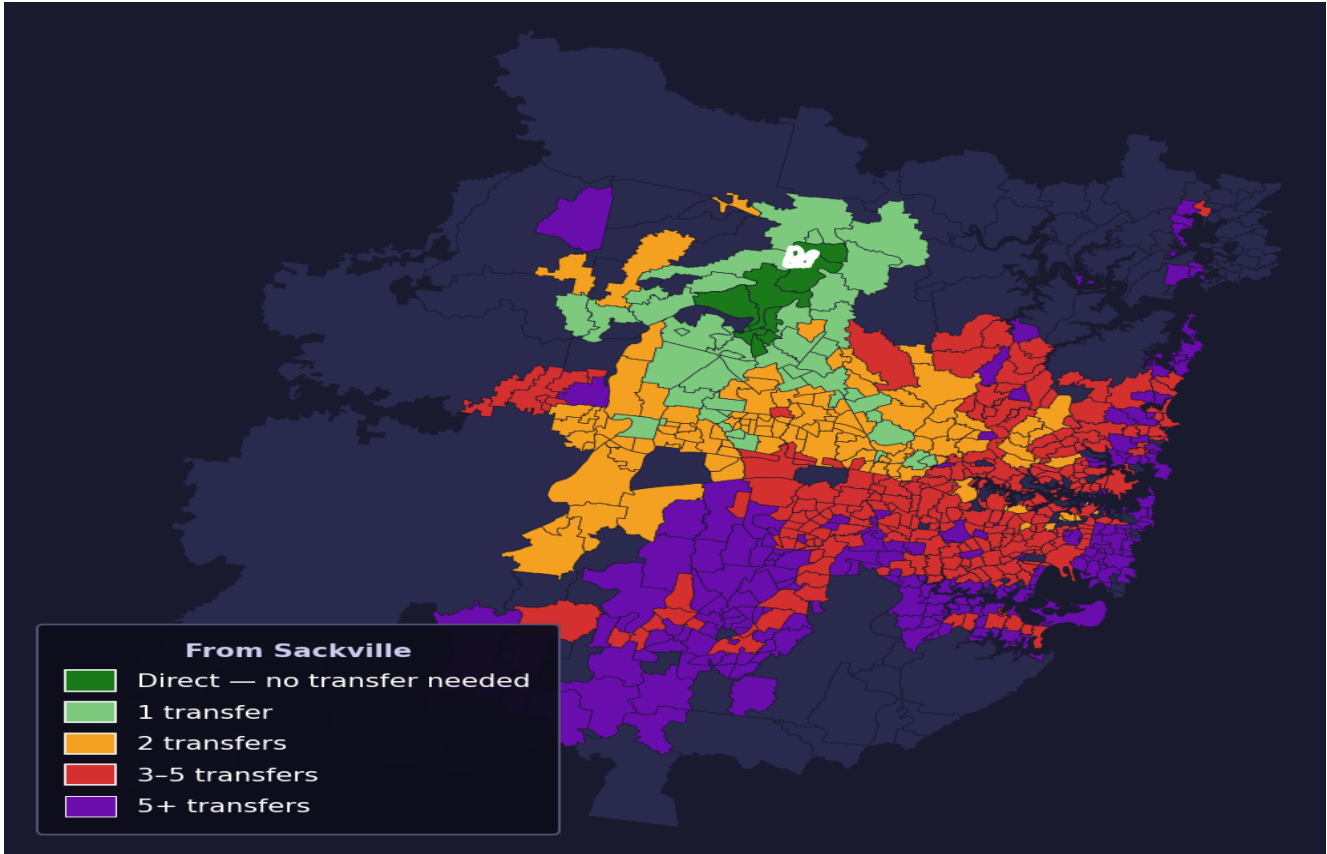 From Sackville
Direct — no transfer needed
1 transfer
2 transfers
3–5 transfers
5+ transfers